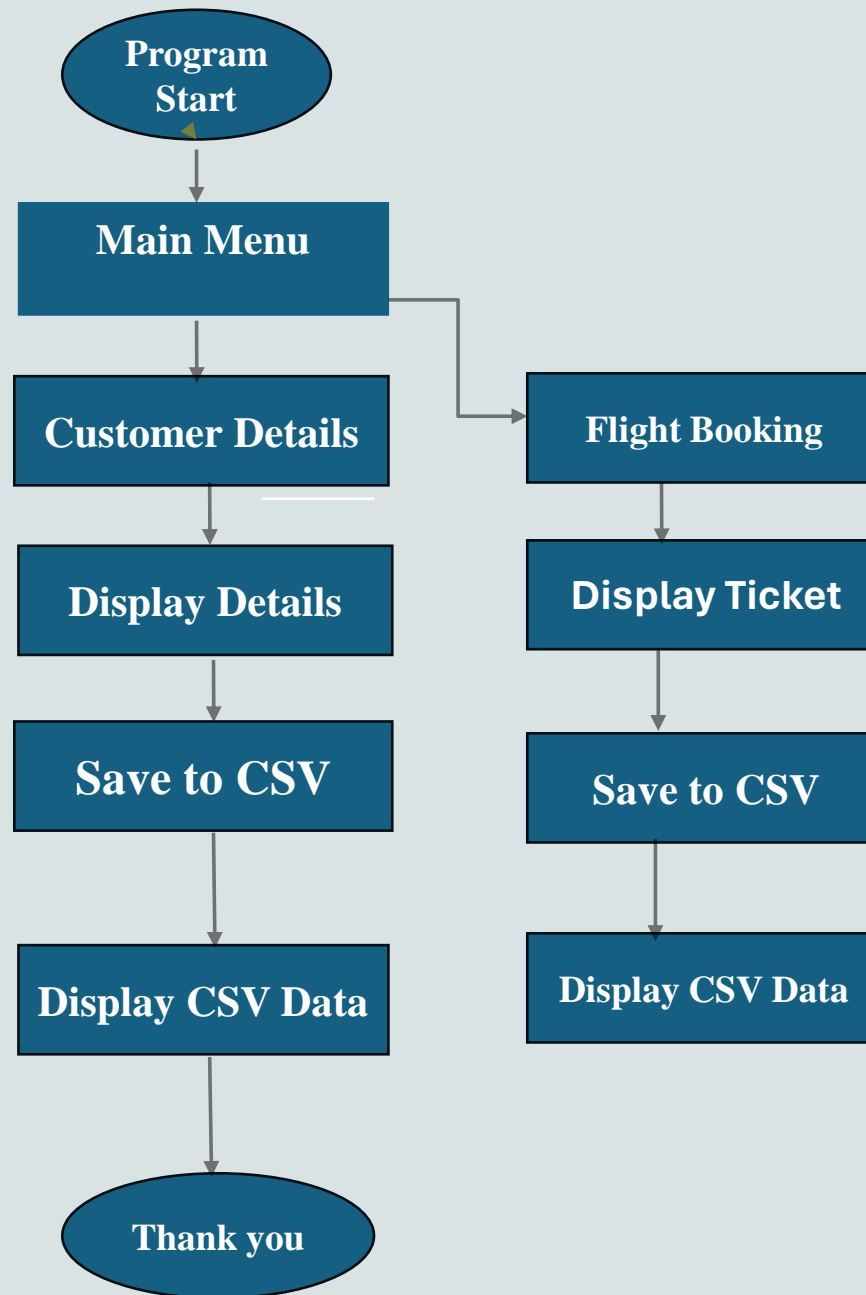 Program
Start
Main Menu
Customer Details
Flight Booking
Display Details
Display Ticket
Save to CSV
Save to CSV
Display CSV Data
Display CSV Data
Thank you